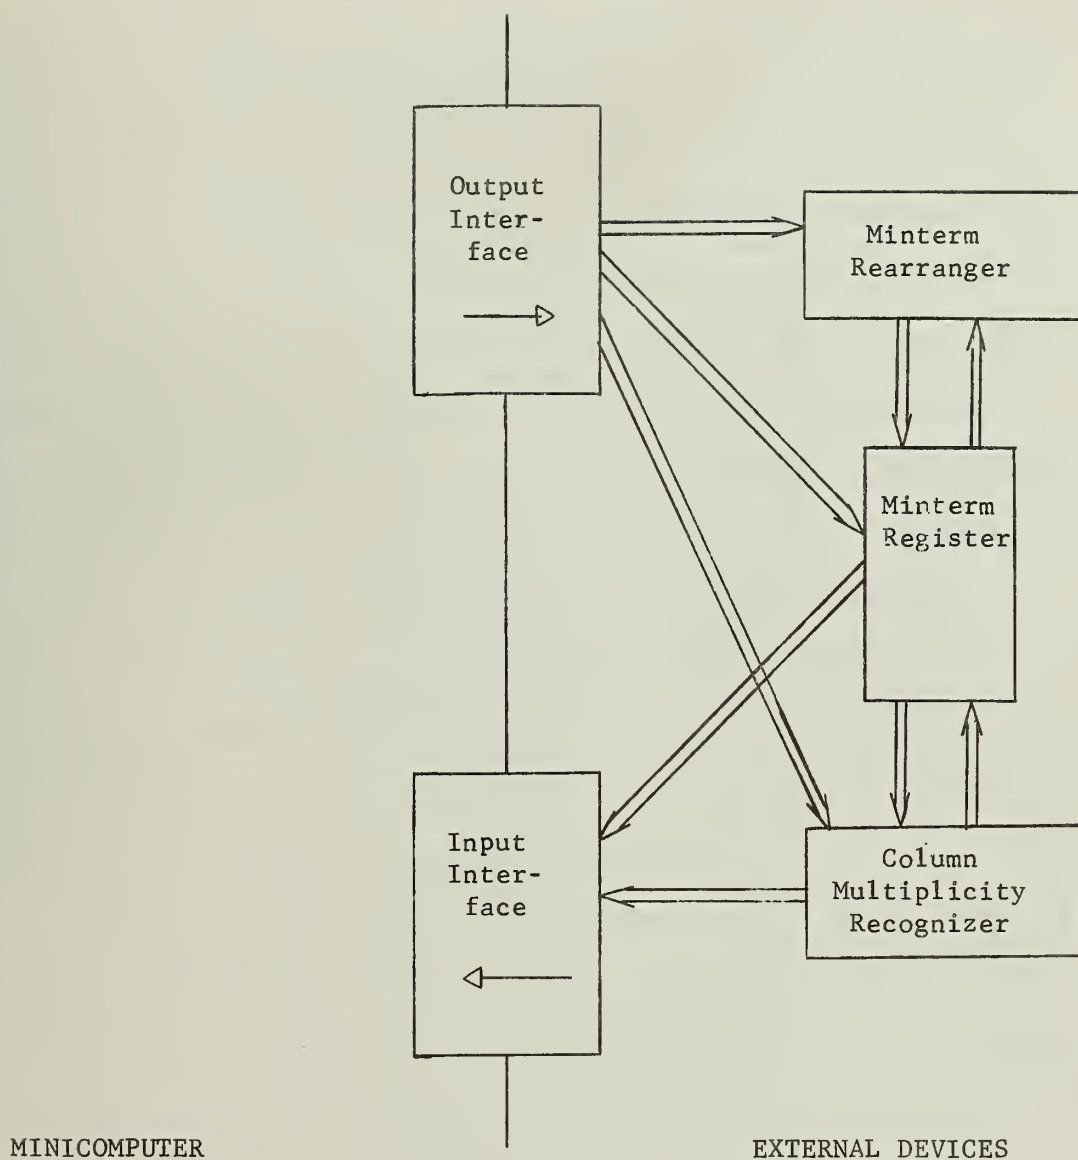 Output
Inter-
face
Minterm
Rearranger
Minterm
Register
Input
Inter-
face
Column
Multiplicity
Recognizer
MINICOMPUTER
EXTERNAL DEVICES